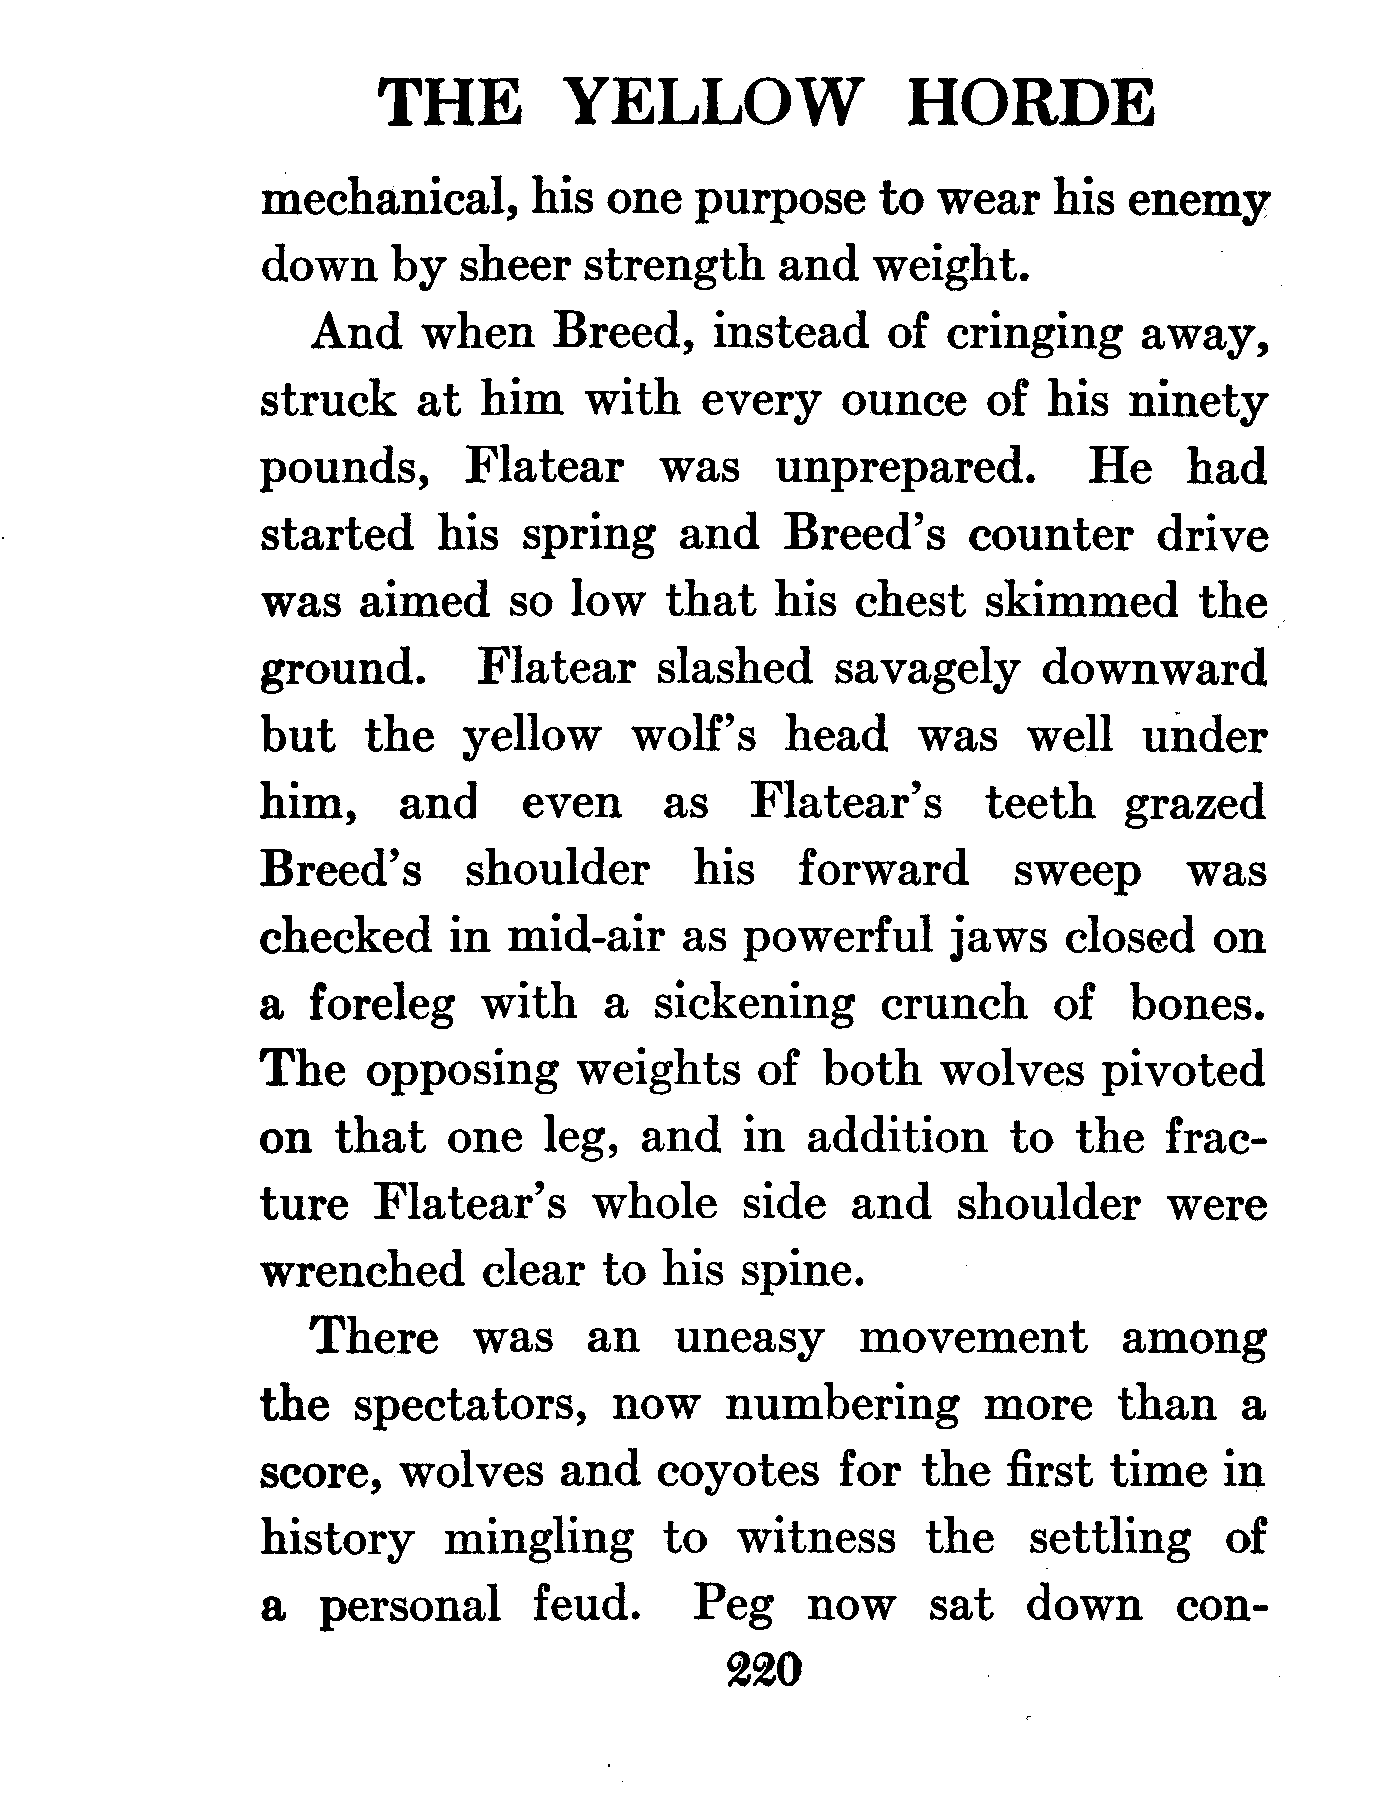 THE YELLOW HORDE
mechanical, his one purpose to wear his enemy
down by sheer strength and weight.
And when Breed, instead of cringing away,
struck at him with every ounce of his ninety
pounds, Flatear was unprepared. He had
started his spring and Breed's counter drive
was aimed so low that his chest skimmed the
ground. Flatear slashed savagely downward
but the yellow wolf's head was well under
him, and even as Flatear's teeth grazed
Breed's shoulder his forward sweep was
checked in mid-air as powerful jaws closed on
a foreleg with a sickening crunch of bones.
The opposing weights of both wolves pivoted
on that one leg, and in addition to the frac-
ture Flatear's whole side and shoulder were
wrenched clear to his spine.
There was an uneasy movement among
the spectators, now numbering more than a
score, wolves and coyotes for the first time in
history mingling to witness the settling of
a personal feud. Peg now sat down con-
220